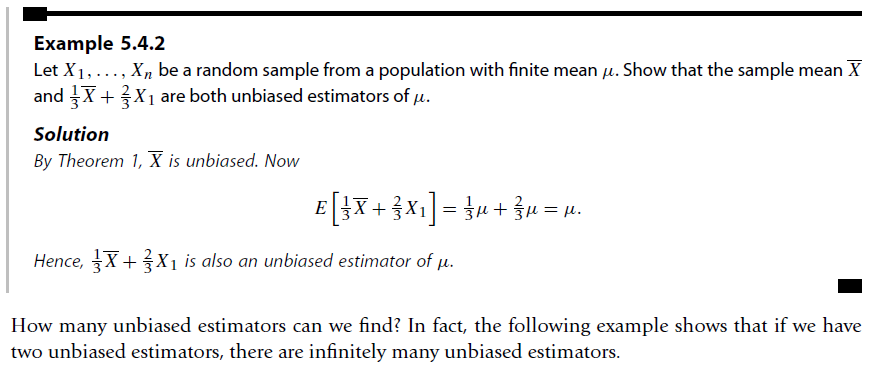 Example 5.4.2
Let X₁, . . . , Xₙ be a random sample from a population with finite mean μ. Show that the sample mean X̅
and ⅓X̅ + ⅔X₁ are both unbiased estimators of μ.
Solution
By Theorem 1, X̅ is unbiased. Now
E[⅓X̅ + ⅔X₁] = ⅓μ + ⅔μ = μ.
Hence, ⅓X̅ + ⅔X₁ is also an unbiased estimator of μ.
How many unbiased estimators can we find? In fact, the following example shows that if we have
two unbiased estimators, there are infinitely many unbiased estimators.